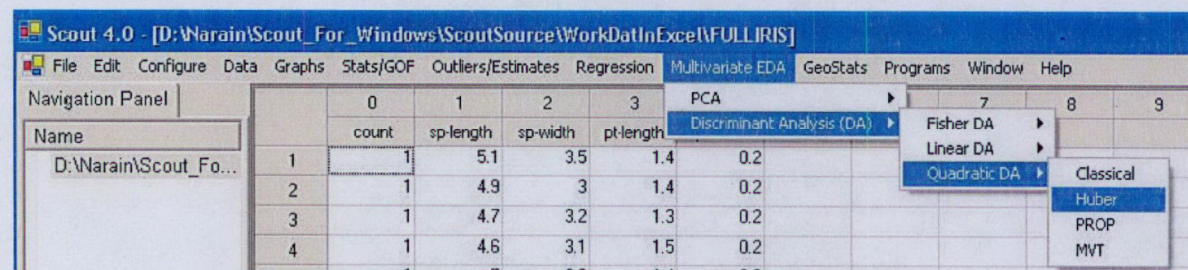 Scout 4.0 - [D:\Narain\Scout_For_Windows\ScoutSource\WorkDatInExcel\FULLIRIS]
File Edit Configure Data Graphs Stats/GOF Outliers/Estimates Regression Multivariate EDA GeoStats Programs Window Help
Navigation Panel
Name
D:\Narain\Scout_Fo...
0 1 2 3 7 8 9
count sp-length sp-width pt-length
1 1 5.1 3.5 1.4 0.2
2 1 4.9 3 1.4 0.2
3 1 4.7 3.2 1.3 0.2
4 1 4.6 3.1 1.5 0.2
PCA
Discriminant Analysis (DA)
Fisher DA
Linear DA
Quadratic DA
Classical
Huber
PROP
MVT